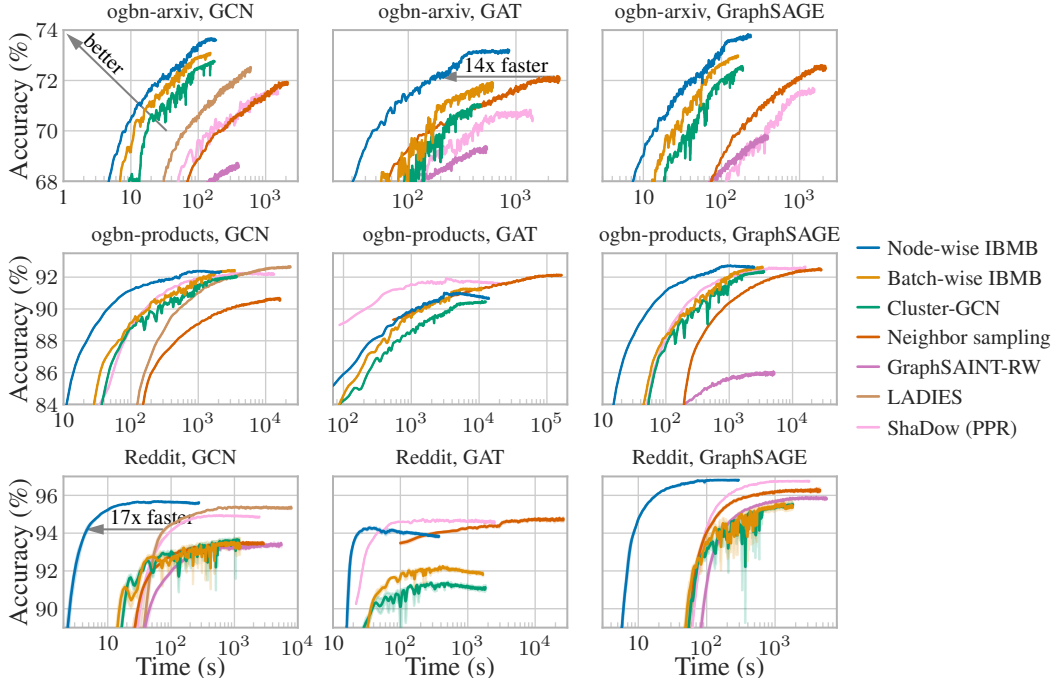 ogbn-arxiv, GCN
ogbn-arxiv, GAT
ogbn-arxiv, GraphSAGE
Accuracy (%)
74
72
70
68
better
14x faster
1
10
10²
10³
10²
10³
10
10²
10³
ogbn-products, GCN
ogbn-products, GAT
ogbn-products, GraphSAGE
Accuracy (%)
92
90
88
86
84
10
10²
10³
10⁴
10²
10³
10⁴
10⁵
10
10²
10³
10⁴
Node-wise IBMB
Batch-wise IBMB
Cluster-GCN
Neighbor sampling
GraphSAINT-RW
LADIES
ShaDow (PPR)
Reddit, GCN
Reddit, GAT
Reddit, GraphSAGE
Accuracy (%)
96
94
92
90
17x faster
10
10²
10³
10
10²
10³
10⁴
10
10²
10³
Time (s)
Time (s)
Time (s)